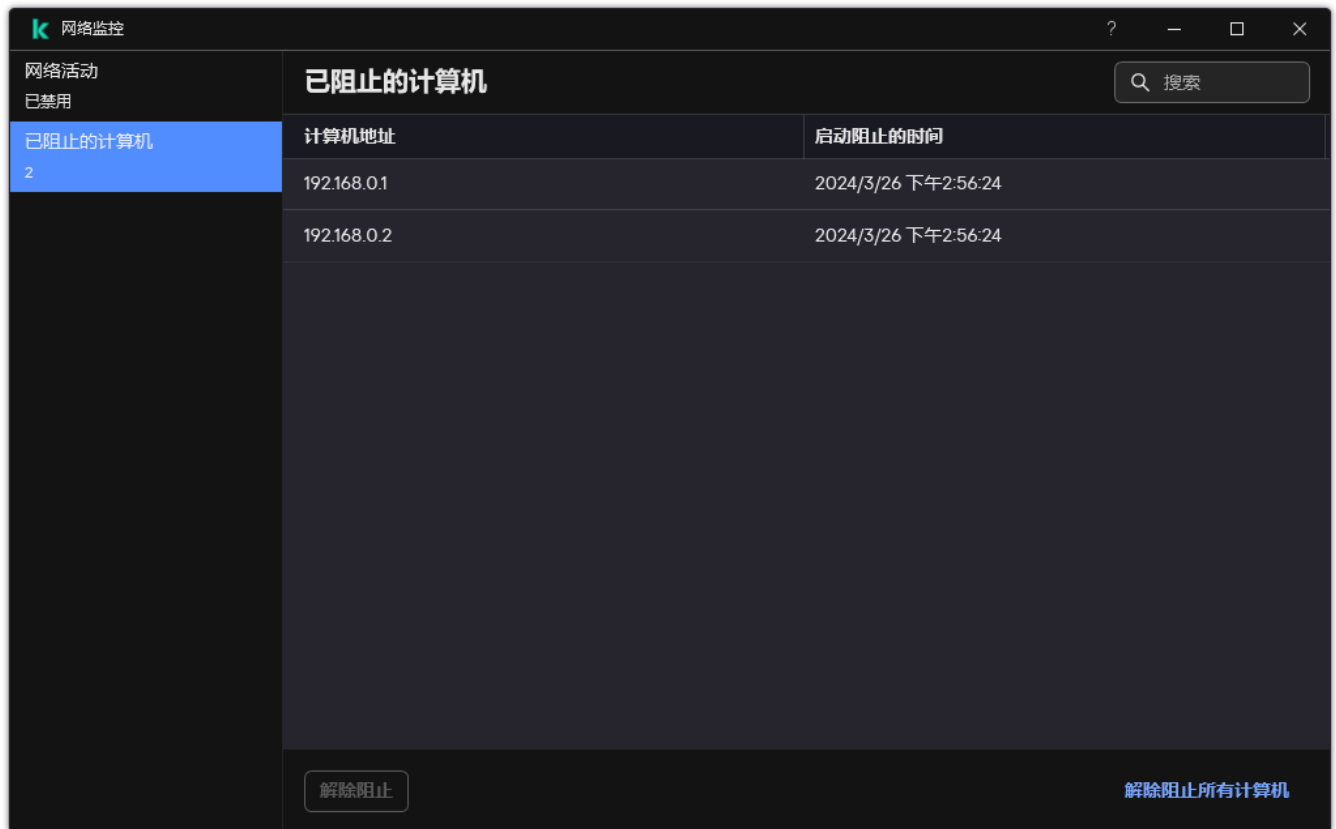 网络监控
?
网络活动
已禁用
已阻止的计算机
2
已阻止的计算机
搜索
计算机地址 启动阻止的时间
192.168.0.1 2024/3/26 下午2:56:24
192.168.0.2 2024/3/26 下午2:56:24
解除阻止
解除阻止所有计算机